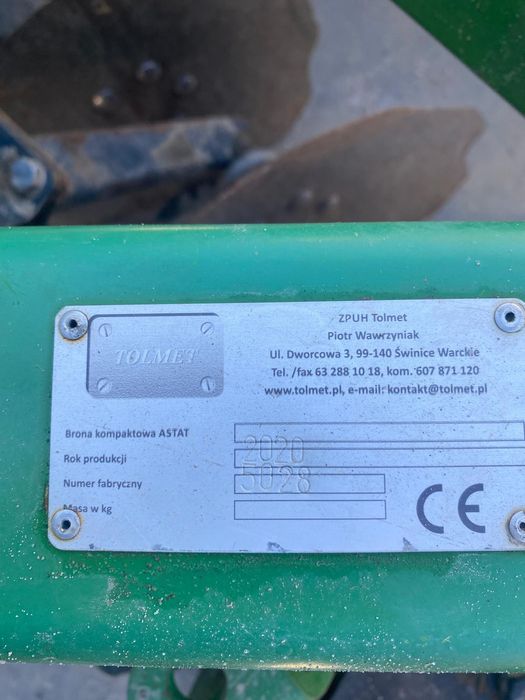 TOLMET
ZPUH Tolmet
Piotr Wawrzyniak
Ul. Dworcowa 3, 99-140 Świnice Warckie
Tel. /fax 63 288 10 18, kom. 607 871 120
www.tolmet.pl, e-mail: kontakt@tolmet.pl
Brona kompaktowa ASTAT
Rok produkcji 2020
Numer fabryczny 5028
Masa w kg
CE